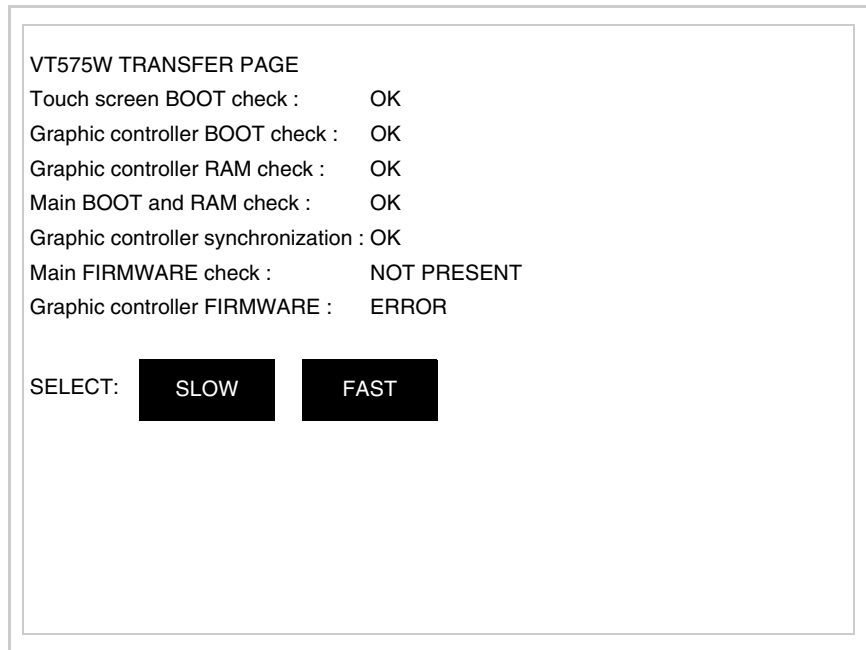 VT575W TRANSFER PAGE
Touch screen BOOT check : OK
Graphic controller BOOT check : OK
Graphic controller RAM check : OK
Main BOOT and RAM check : OK
Graphic controller synchronization : OK
Main FIRMWARE check : NOT PRESENT
Graphic controller FIRMWARE : ERROR
SELECT: SLOW FAST